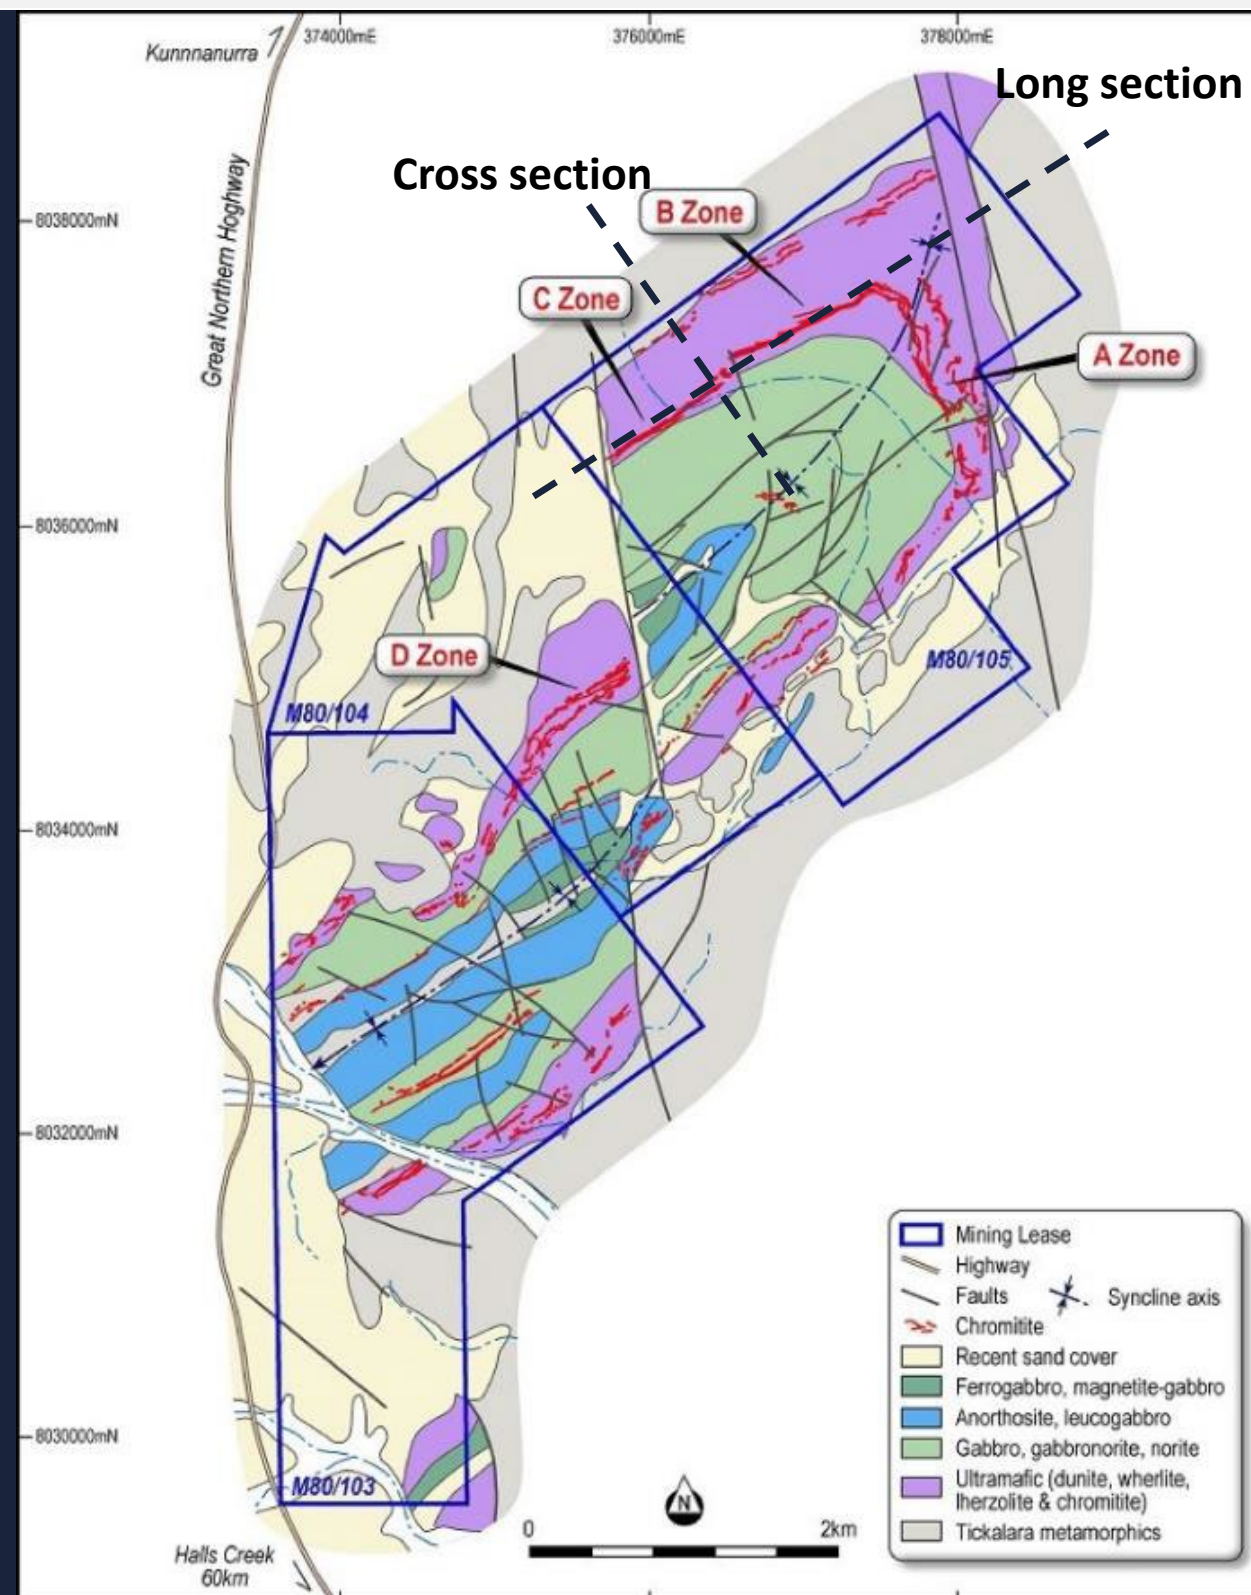 374000mE
376000mE
378000mE
Kunnnanurra
Long section
Great Northern Hoghway
Cross section
B Zone
8038000mN
C Zone
A Zone
8036000mN
D Zone
M80/105
M80/104
8034000mN
8032000mN
Mining Lease
Highway
Faults
Syncline axis
Chromitite
Recent sand cover
Ferrogabbro, magnetite-gabbro
Anorthosite, leucogabbro
8030000mN
Gabbro, gabbronorite, norite
Ultramafic (dunite, wherlite,
lherzolite & chromitite)
M80/103
N
Tickalara metamorphics
0
2km
Halls Creek
60km